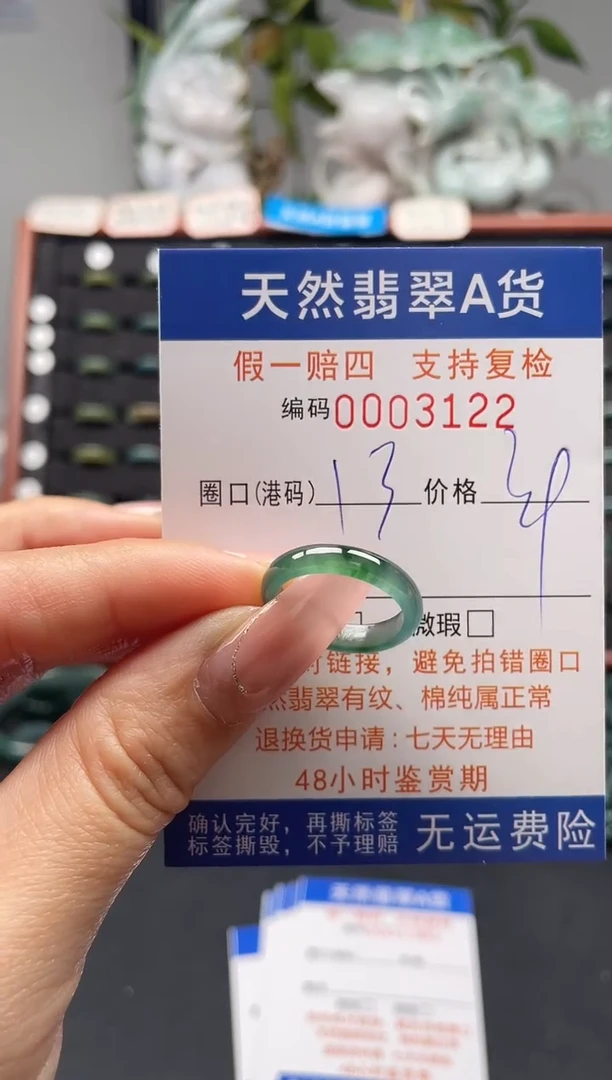 天然翡翠A货
假一赔四 支持复检
编码0003122
圈口(港码) 13 价格
微瑕□
链接，避免拍错圈口
翡翠有纹、棉纯属正常
退换货申请：七天无理由
48小时鉴赏期
确认完好，再撕标签
标签撕毁，不予理赔
无运费险